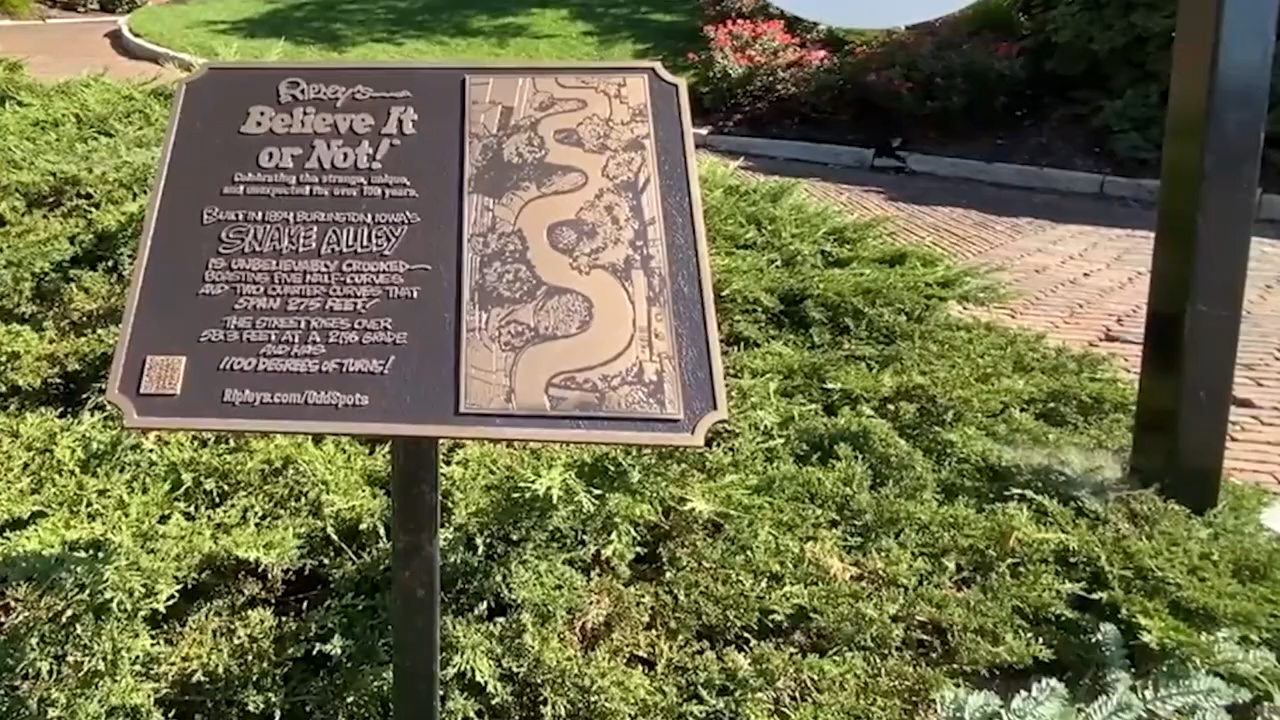 Ripley's
Believe It
or Not!
Celebrating the strange, unique,
and unexpected for over 100 years.
BUILT IN 1894 BURLINGTON, IOWA'S
SNAKE ALLEY
IS UNBELIEVABLY CROOKED—
BOASTING FIVE HALF-CURVES
AND TWO QUARTER-CURVES THAT
SPAN 275 FEET!
THE STREET RISES OVER
58.3 FEET AT A 21% GRADE
AND HAS
1100 DEGREES OF TURNS!
Ripleys.com/OddSpots